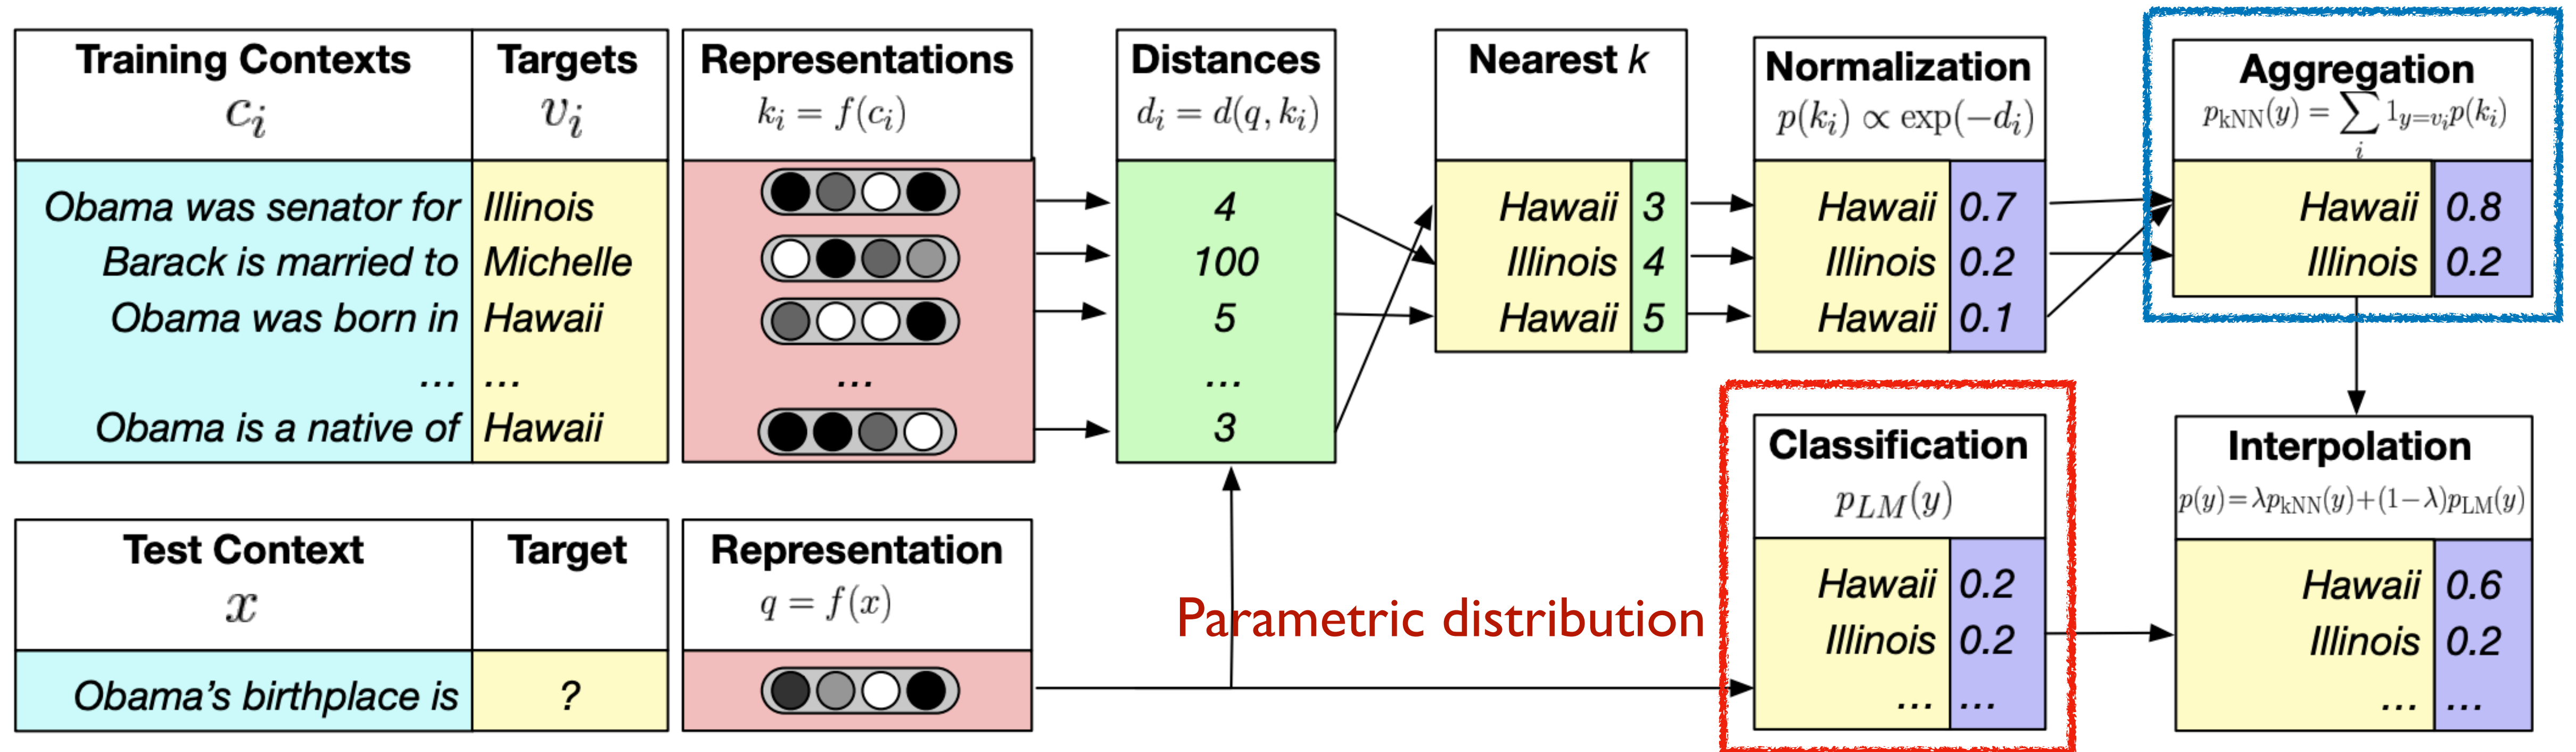 Training Contexts
c_i
Targets
v_i
Obama was senator for Illinois
Barack is married to Michelle
Obama was born in Hawaii
... ...
Obama is a native of Hawaii
Representations
k_i = f(c_i)
...
Distances
d_i = d(q, k_i)
4
100
5
...
3
Nearest k
Hawaii 3
Illinois 4
Hawaii 5
Normalization
p(k_i) ∝ exp(−d_i)
Hawaii 0.7
Illinois 0.2
Hawaii 0.1
Aggregation
p_kNN(y) = ∑_i 1_{y=v_i} p(k_i)
Hawaii 0.8
Illinois 0.2
Test Context
x
Target
Obama’s birthplace is ?
Representation
q = f(x)
Parametric distribution
Classification
p_LM(y)
Hawaii 0.2
Illinois 0.2
... ...
Interpolation
p(y) = λp_kNN(y) + (1−λ)p_LM(y)
Hawaii 0.6
Illinois 0.2
... ...